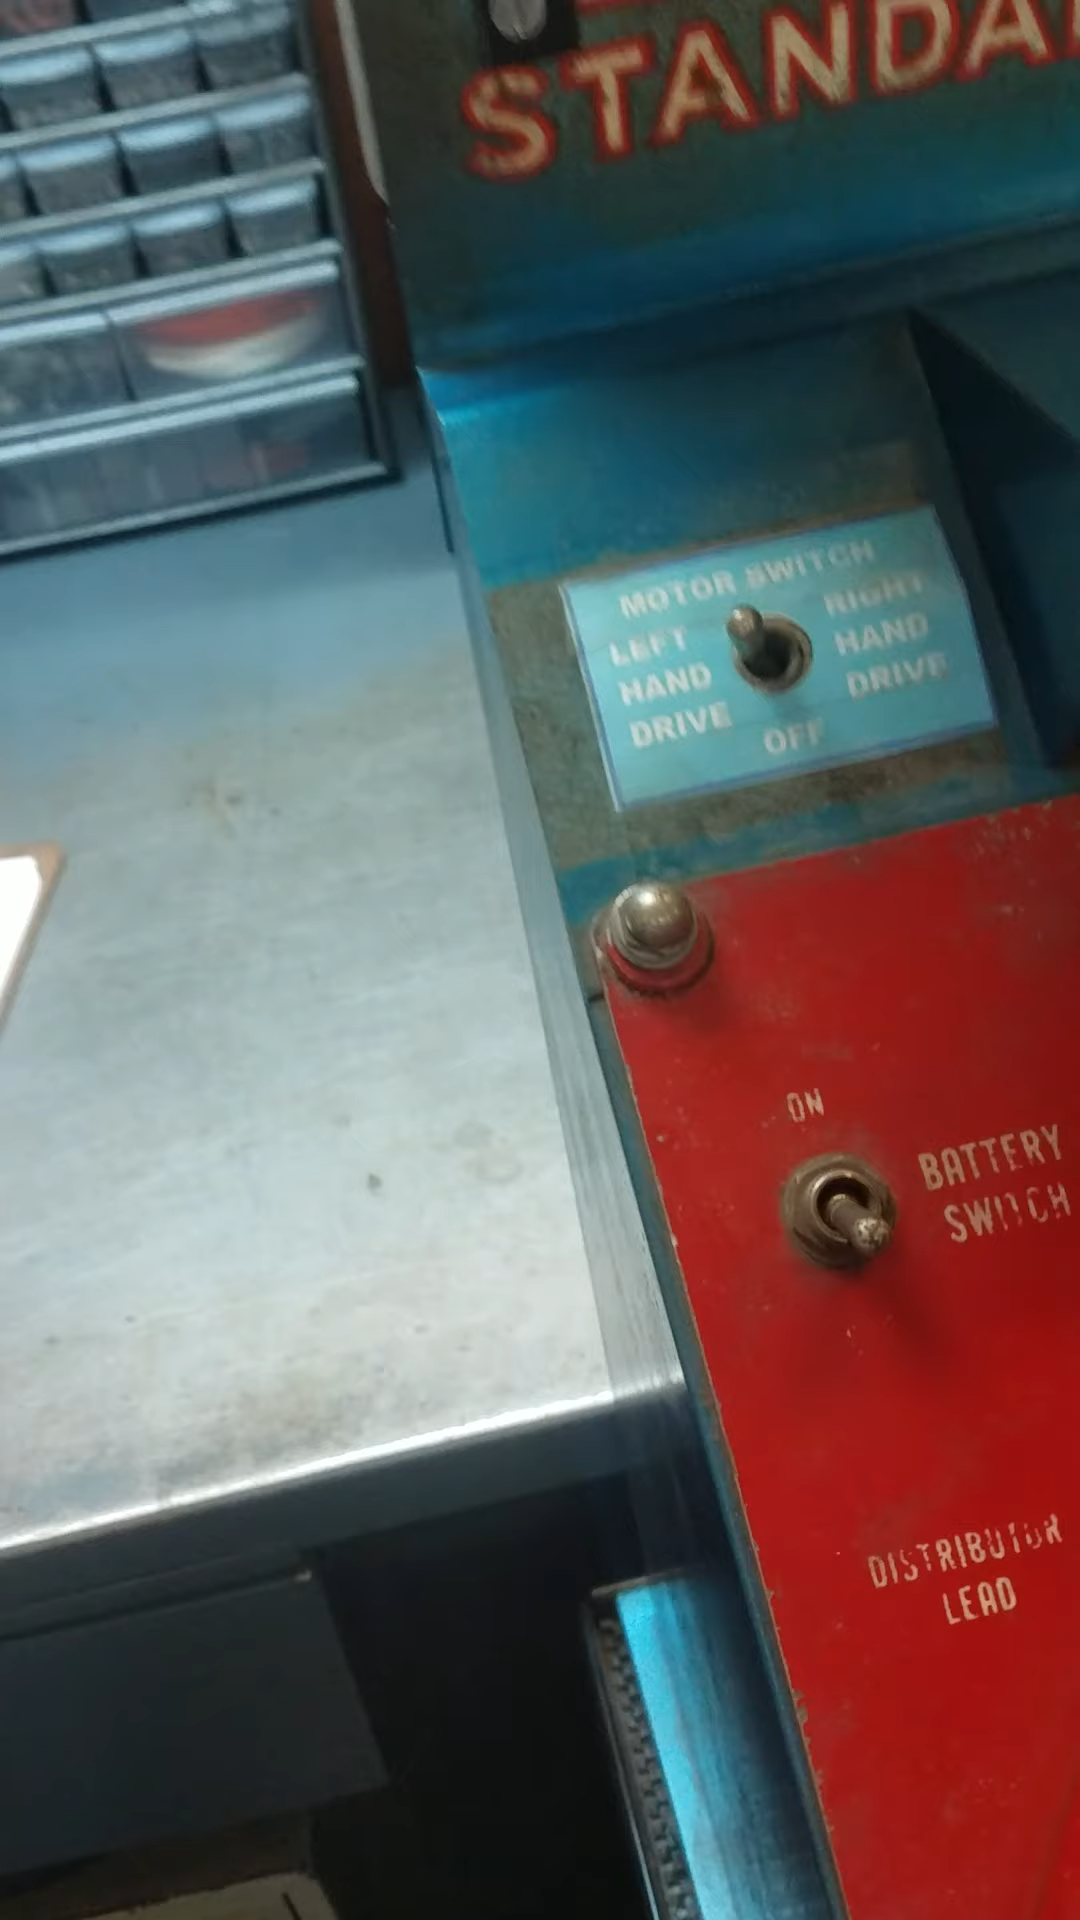 STANDA
MOTOR SWITCH
LEFT
HAND
DRIVE
RIGHT
HAND
DRIVE
OFF
ON
BATTERY
SWITCH
DISTRIBUTOR
LEAD